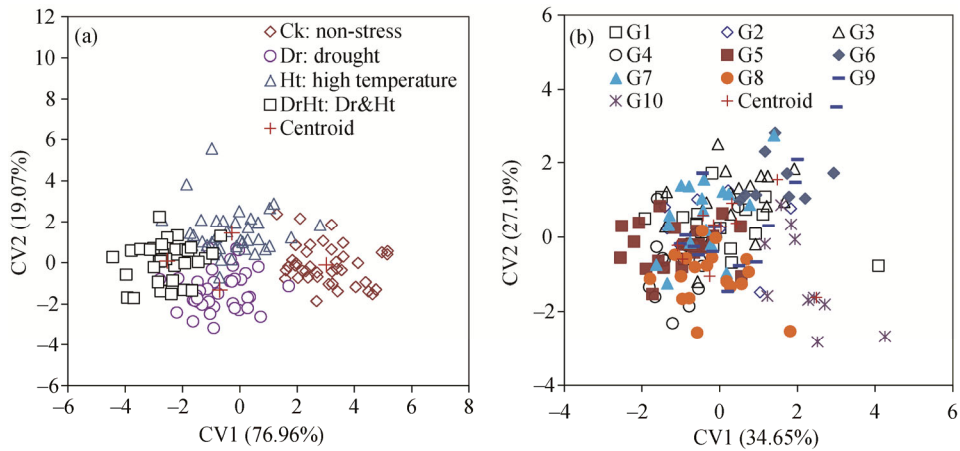 (a)
Ck: non-stress
Dr: drought
Ht: high temperature
DrHt: Dr&Ht
Centroid
12
10
8
6
4
2
0
−2
−4
−6
CV2 (19.07%)
−6 −4 −2 0 2 4 6 8
CV1 (76.96%)
(b)
G1 G2 G3
G4 G5 G6
G7 G8 G9
G10 Centroid
6
4
2
0
−2
−4
CV2 (27.19%)
−4 −2 0 2 4 6
CV1 (34.65%)